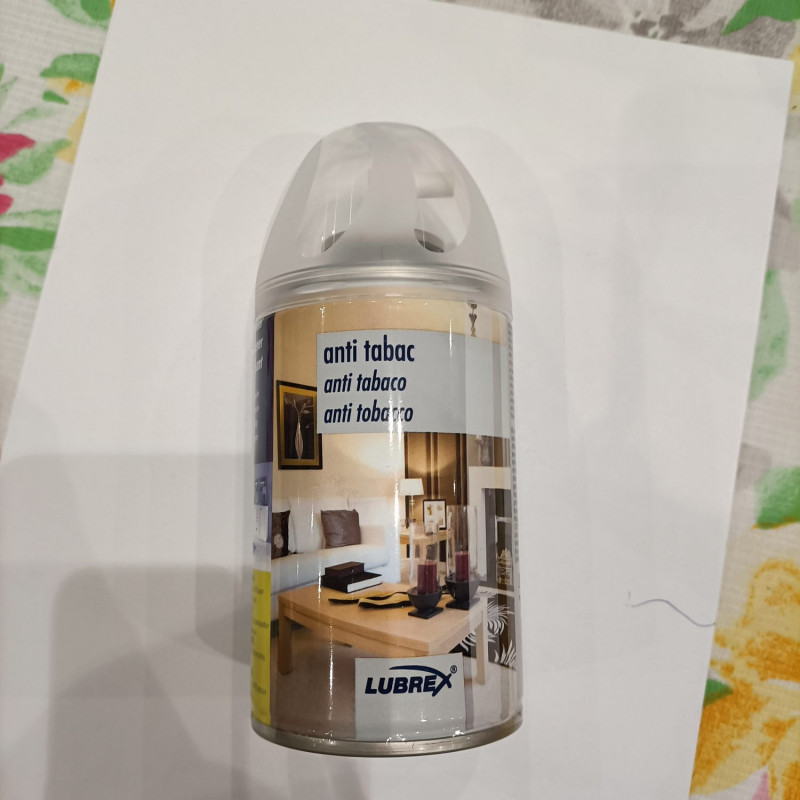 anti tabac
anti tabaco
anti tobacco
LUBREX®